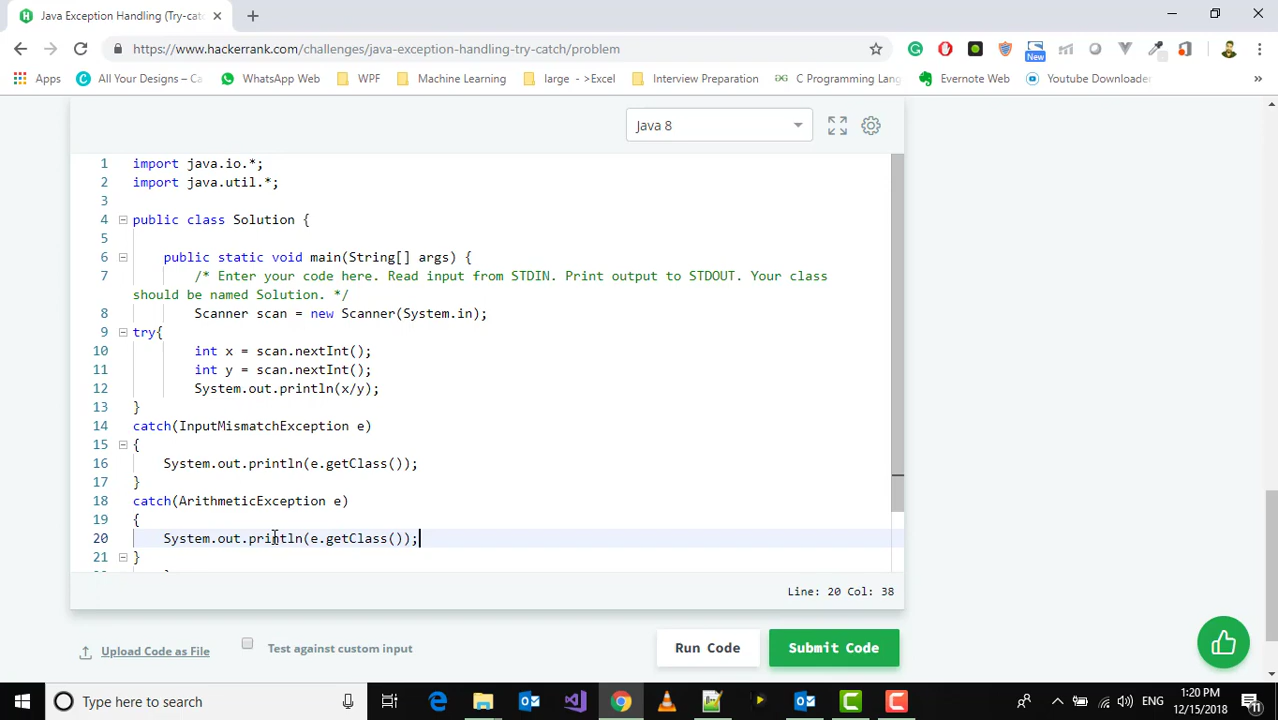 Java Exception Handling (Try-catc
https://www.hackerrank.com/challenges/java-exception-handling-try-catch/problem
New
Apps
All Your Designs – Ca
WhatsApp Web
WPF
Machine Learning
large - >Excel
Interview Preparation
C Programming Lang
Evernote Web
Youtube Downloader
»
Java 8
1 import java.io.*;
2 import java.util.*;
3
4 public class Solution {
5
6 public static void main(String[] args) {
7 /* Enter your code here. Read input from STDIN. Print output to STDOUT. Your class
should be named Solution. */
8 Scanner scan = new Scanner(System.in);
9 try{
10 int x = scan.nextInt();
11 int y = scan.nextInt();
12 System.out.println(x/y);
13 }
14 catch(InputMismatchException e)
15 {
16 System.out.println(e.getClass());
17 }
18 catch(ArithmeticException e)
19 {
20 System.out.println(e.getClass());
21 }
Line: 20 Col: 38
Upload Code as File
Test against custom input
Run Code
Submit Code
Type here to search
ENG
1:20 PM
12/15/2018
11